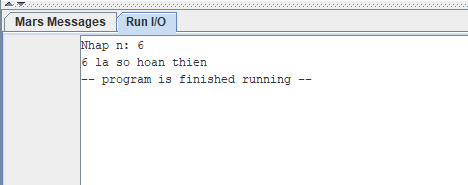 Mars Messages Run I/O
Nhap n: 6
6 la so hoan thien
-- program is finished running --